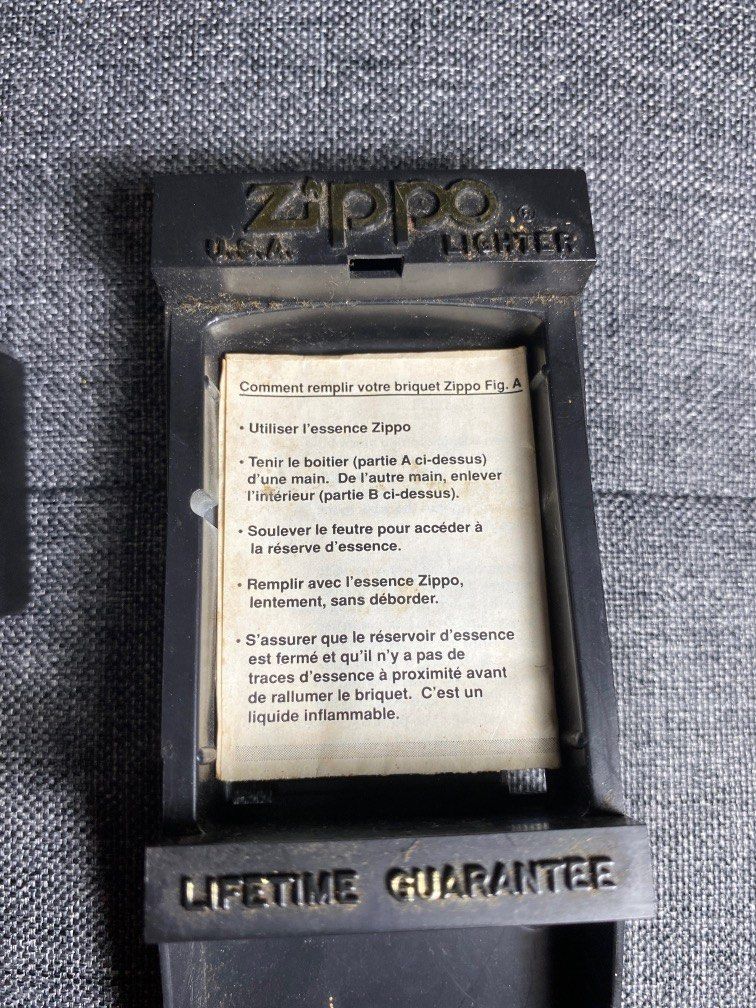 Zippo ®
U.S.A. LIGHTER
Comment remplir votre briquet Zippo Fig. A
• Utiliser l'essence Zippo
• Tenir le boitier (partie A ci-dessus)
d'une main. De l'autre main, enlever
l'intérieur (partie B ci-dessus).
• Soulever le feutre pour accéder à
la réserve d'essence.
• Remplir avec l'essence Zippo,
lentement, sans déborder.
• S'assurer que le réservoir d'essence
est fermé et qu'il n'y a pas de
traces d'essence à proximité avant
de rallumer le briquet. C'est un
liquide inflammable.
LIFETIME GUARANTEE